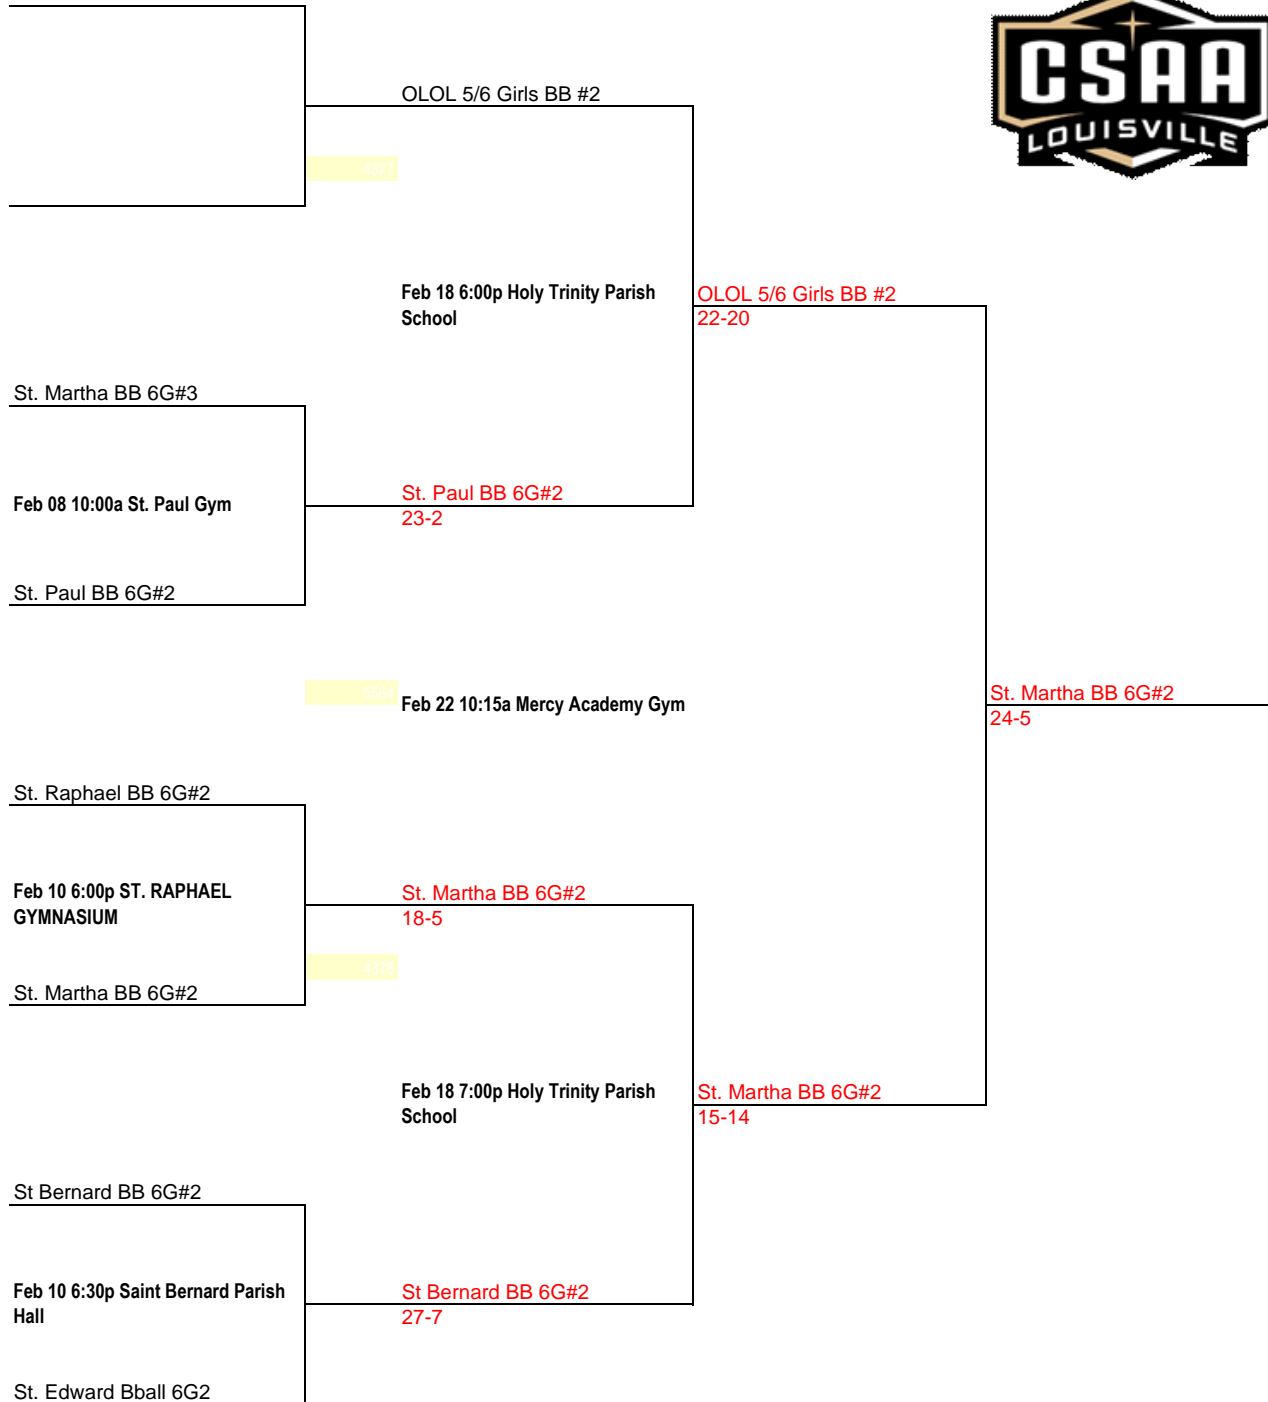 CSAA
LOUISVILLE
OLOL 5/6 Girls BB #2
4377
Feb 18 6:00p Holy Trinity Parish
School
OLOL 5/6 Girls BB #2
22-20
St. Martha BB 6G#3
Feb 08 10:00a St. Paul Gym
St. Paul BB 6G#2
23-2
St. Paul BB 6G#2
Feb 22 10:15a Mercy Academy Gym
St. Martha BB 6G#2
24-5
St. Raphael BB 6G#2
Feb 10 6:00p ST. RAPHAEL
GYMNASIUM
St. Martha BB 6G#2
18-5
4378
St. Martha BB 6G#2
Feb 18 7:00p Holy Trinity Parish
School
St. Martha BB 6G#2
15-14
St Bernard BB 6G#2
Feb 10 6:30p Saint Bernard Parish
Hall
St Bernard BB 6G#2
27-7
St. Edward Bball 6G2